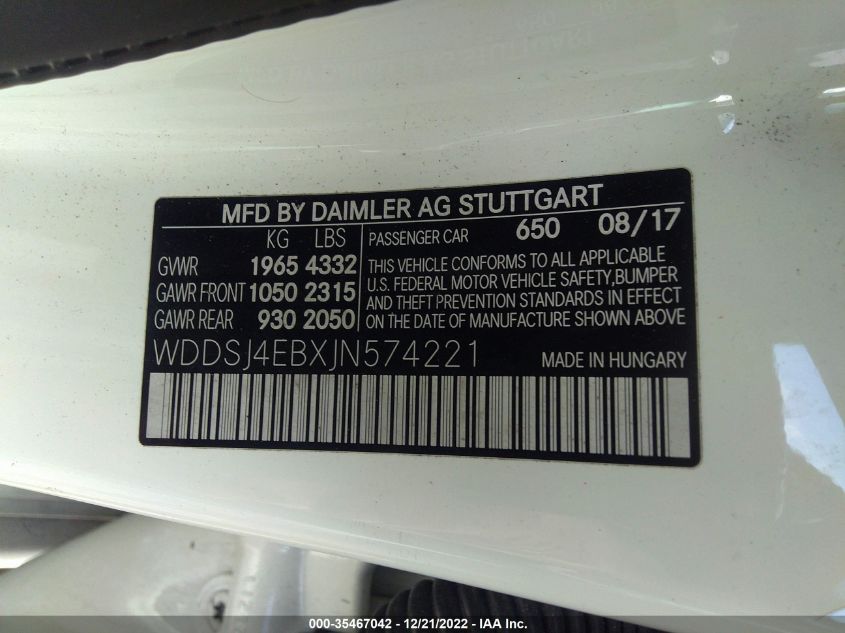 MFD BY DAIMLER AG STUTTGART
KG LBS
GVWR 1965 4332
GAWR FRONT 1050 2315
GAWR REAR 930 2050
PASSENGER CAR 650 08/17
THIS VEHICLE CONFORMS TO ALL APPLICABLE
U.S. FEDERAL MOTOR VEHICLE SAFETY,BUMPER
AND THEFT PREVENTION STANDARDS IN EFFECT
ON THE DATE OF MANUFACTURE SHOWN ABOVE
WDDSJ4EBXJN574221 MADE IN HUNGARY
000-35467042 - 12/21/2022 - IAA Inc.